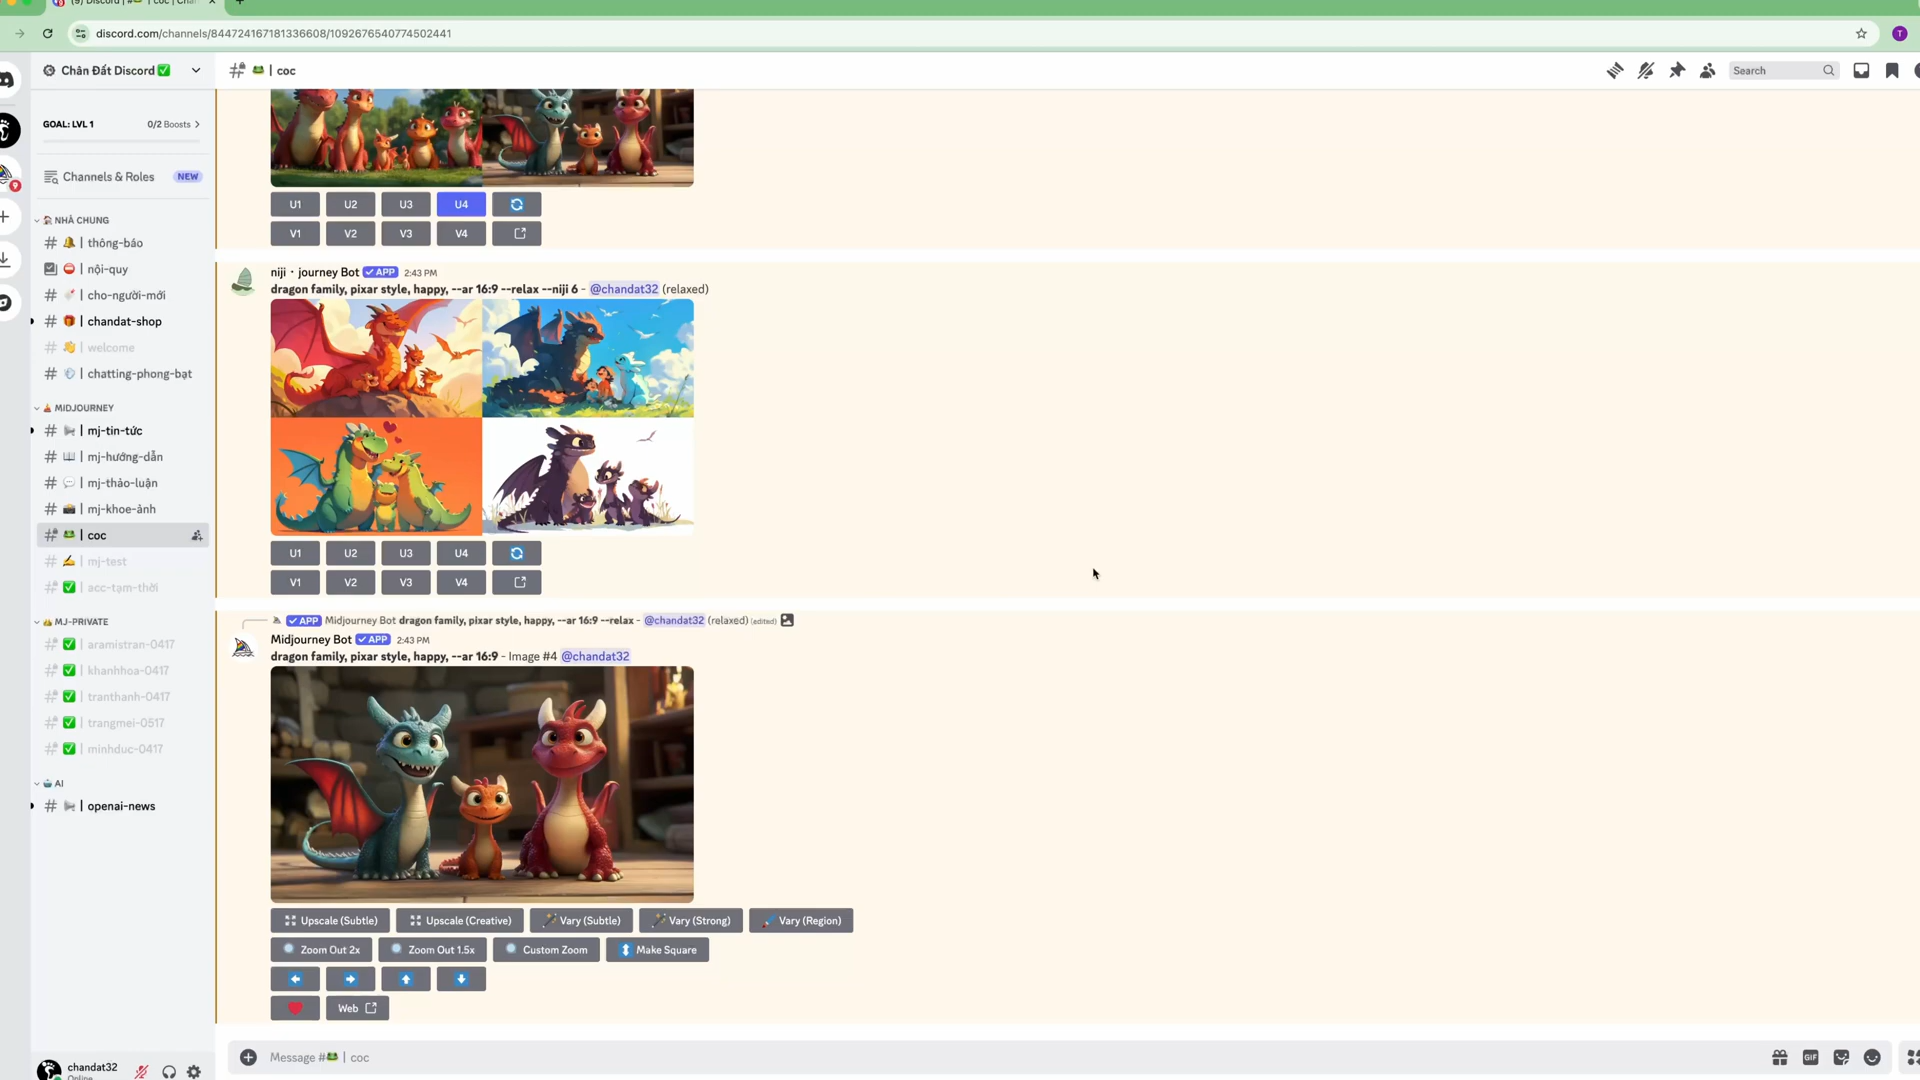 (9) Discord | #🐸 | coc | Chân
discord.com/channels/844724167181336608/1092676540774502441
T
Chân Đất Discord ✅
🐸 | coc
Search
GOAL: LVL 1
0/2 Boosts
Channels & Roles
NEW
9
NHÀ CHUNG
thông-báo
nội-quy
cho-người-mới
chandat-shop
welcome
chatting-phong-bạt
MIDJOURNEY
mj-tin-tức
mj-hướng-dẫn
mj-thảo-luận
mj-khoe-ảnh
coc
mj-test
acc-tạm-thời
MJ-PRIVATE
aramistran-0417
khanhhoa-0417
tranthanh-0417
trangmei-0517
minhduc-0417
AI
openai-news
chandat32
Online
U1 U2 U3 U4
V1 V2 V3 V4
niji・journey Bot ✓ APP 2:43 PM
dragon family, pixar style, happy, --ar 16:9 --relax --niji 6 - @chandat32 (relaxed)
U1 U2 U3 U4
V1 V2 V3 V4
✓ APP Midjourney Bot dragon family, pixar style, happy, --ar 16:9 --relax - @chandat32 (relaxed) (edited)
Midjourney Bot ✓ APP 2:43 PM
dragon family, pixar style, happy, --ar 16:9 - Image #4 @chandat32
Upscale (Subtle) Upscale (Creative) Vary (Subtle) Vary (Strong) Vary (Region)
Zoom Out 2x Zoom Out 1.5x Custom Zoom Make Square
Web
Message #🐸 | coc
GIF